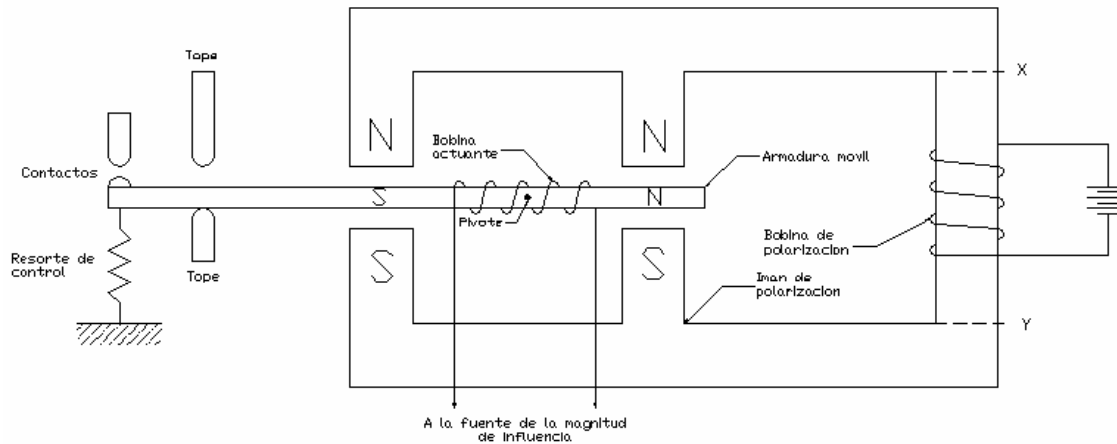 Tope
X
N
N
Bobina
actuante
Armadura movil
Contactos
S
N
Pivote
Bobina de
polarizacion
Resorte de
control
Tope
S
S
Iman de
polarizacion
Y
A la fuente de la magnitud
de influencia